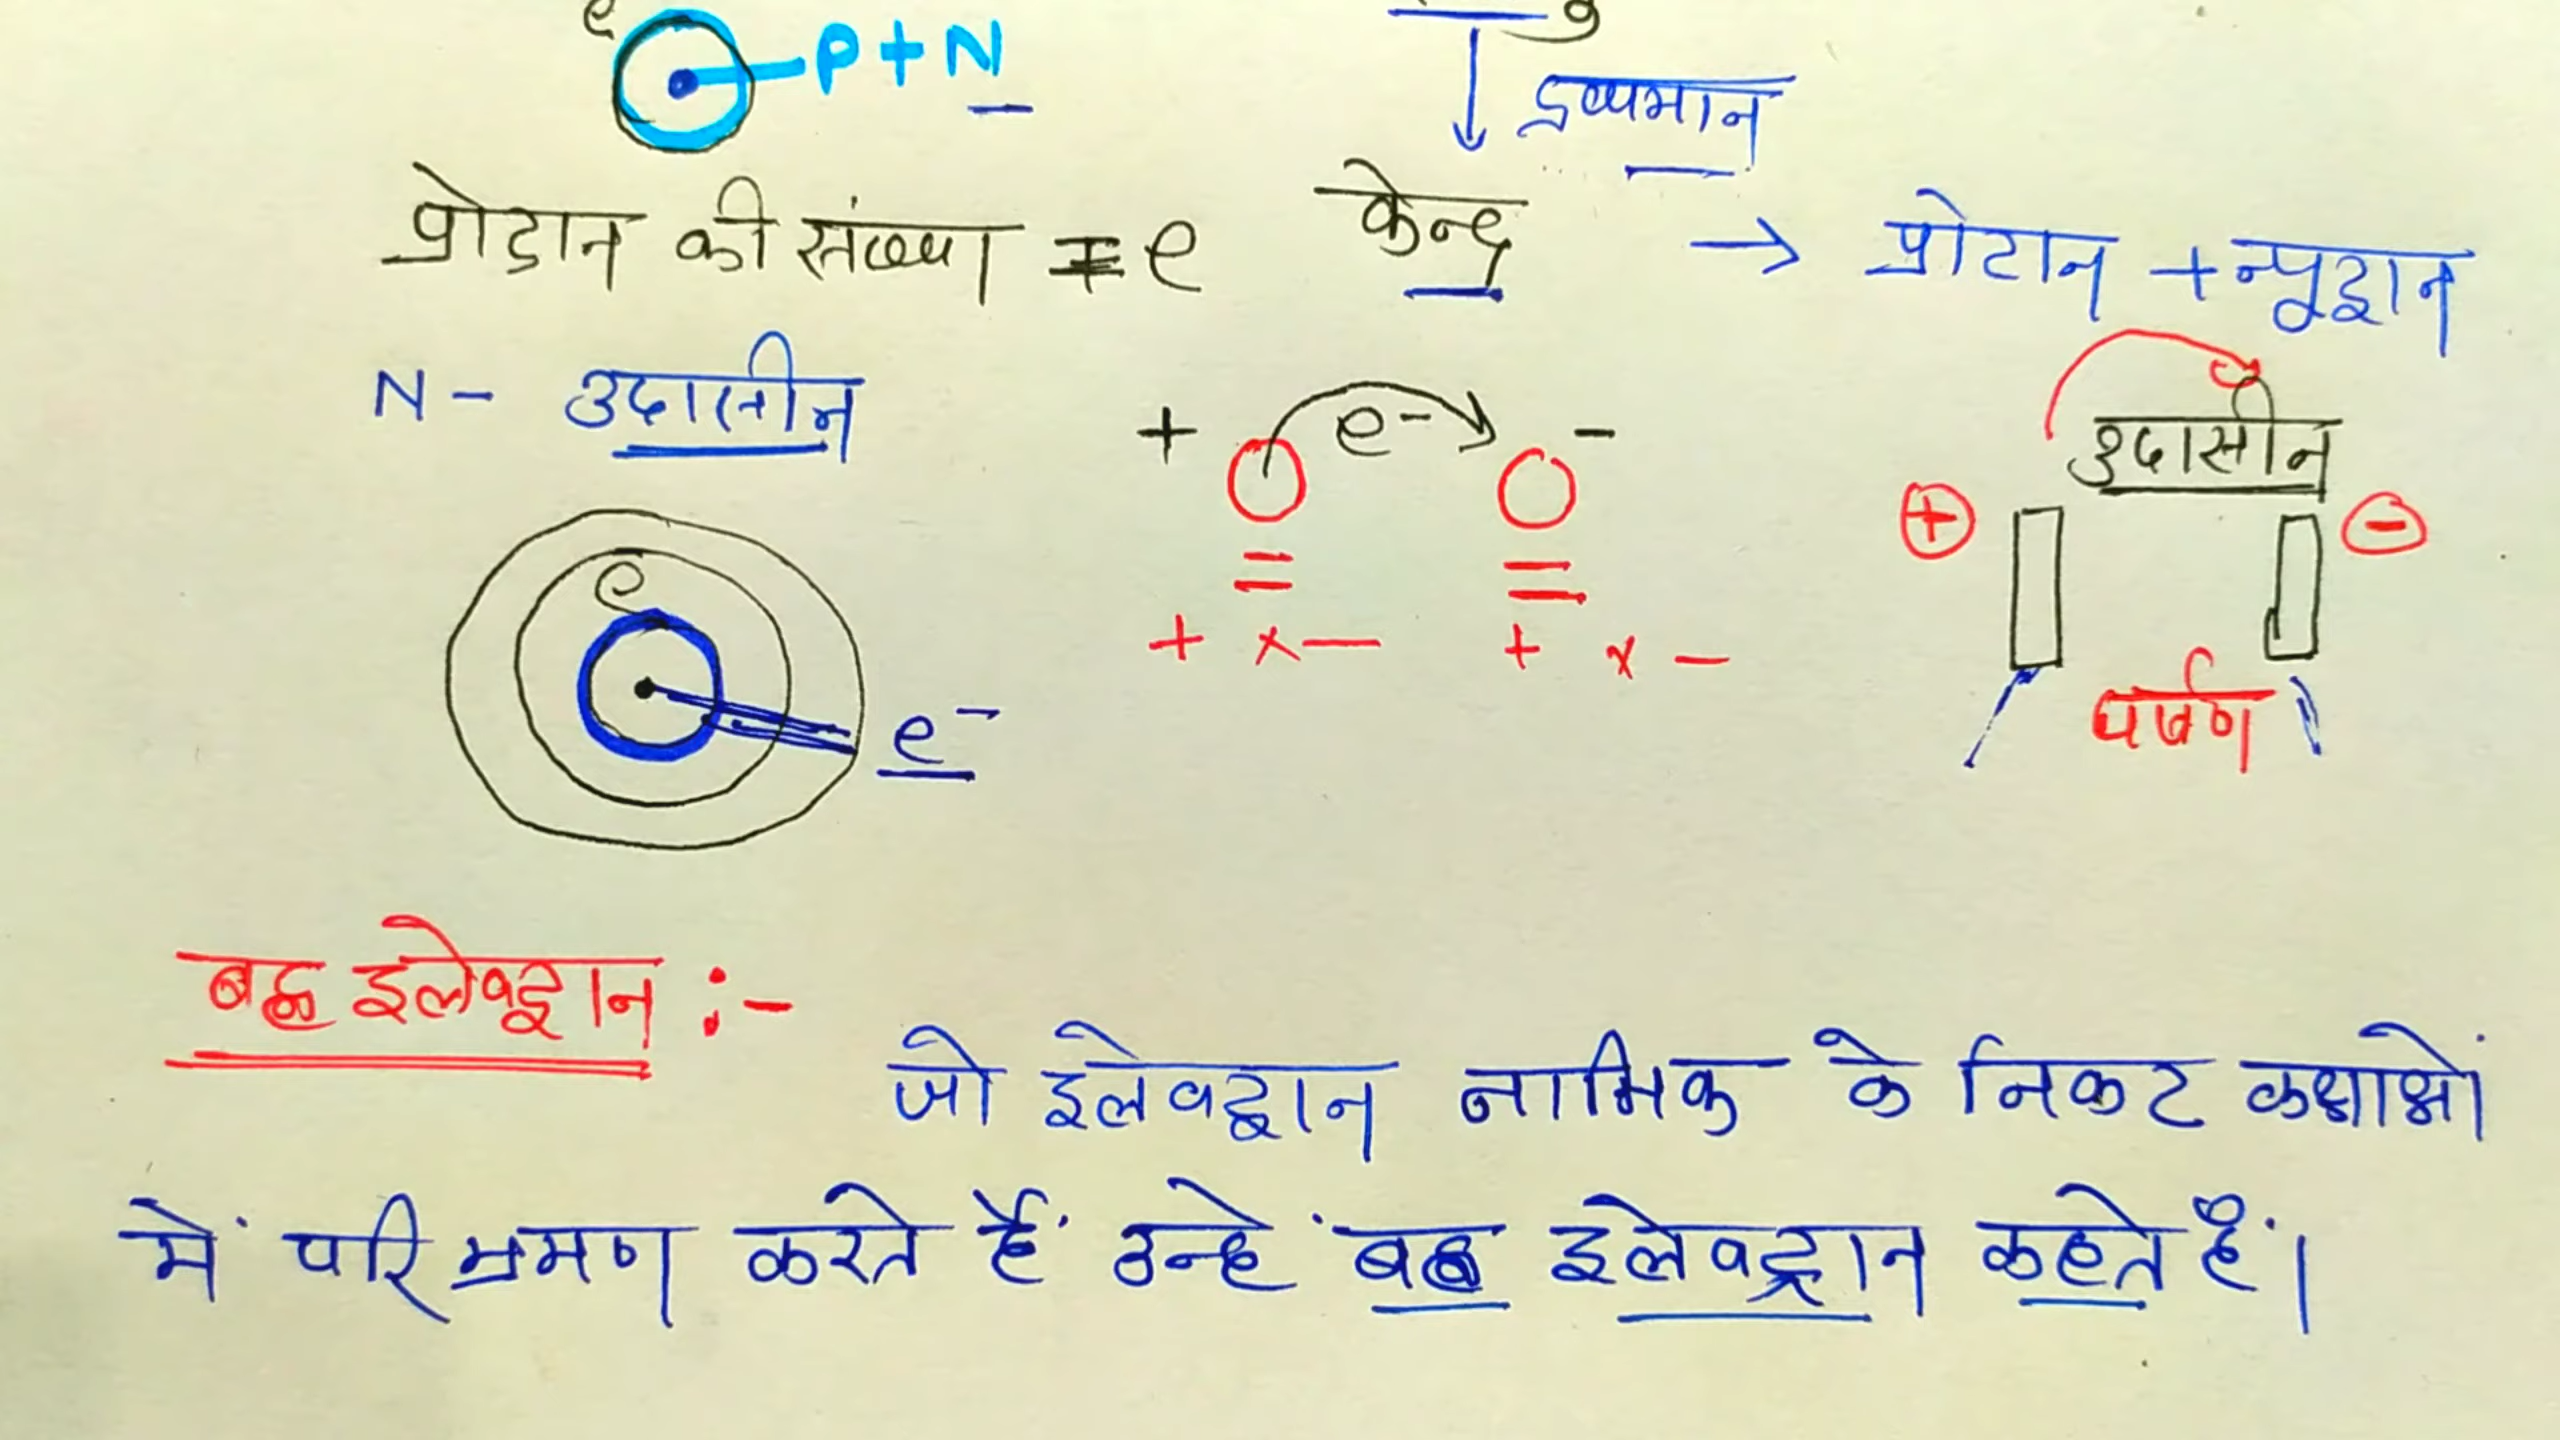 e P + N
द्रव्यमान
प्रोटान की संख्या = e केन्द्र → प्रोटान + न्यूट्रान
N - उदासीन
+ e⁻ - उदासीन
+ -
e = =
+ x - + x -
घर्षण
e⁻
बद्ध इलेक्ट्रान :-
जो इलेक्ट्रान नाभिक के निकट कक्षाओं
में परिभ्रमण करते हैं उन्हे बद्ध इलेक्ट्रान कहते हैं।